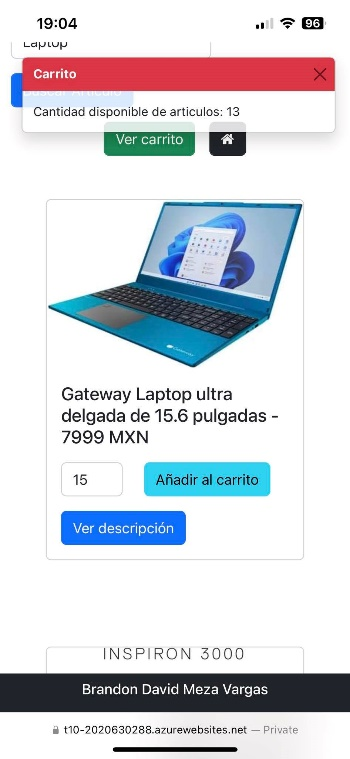 19:04
96
Laptop
Carrito
Buscar Artículo
Cantidad disponible de articulos: 13
Ver carrito
Gateway Laptop ultra
delgada de 15.6 pulgadas -
7999 MXN
15
Añadir al carrito
Ver descripción
INSPIRON 3000
Brandon David Meza Vargas
t10-2020630288.azurewebsites.net — Private